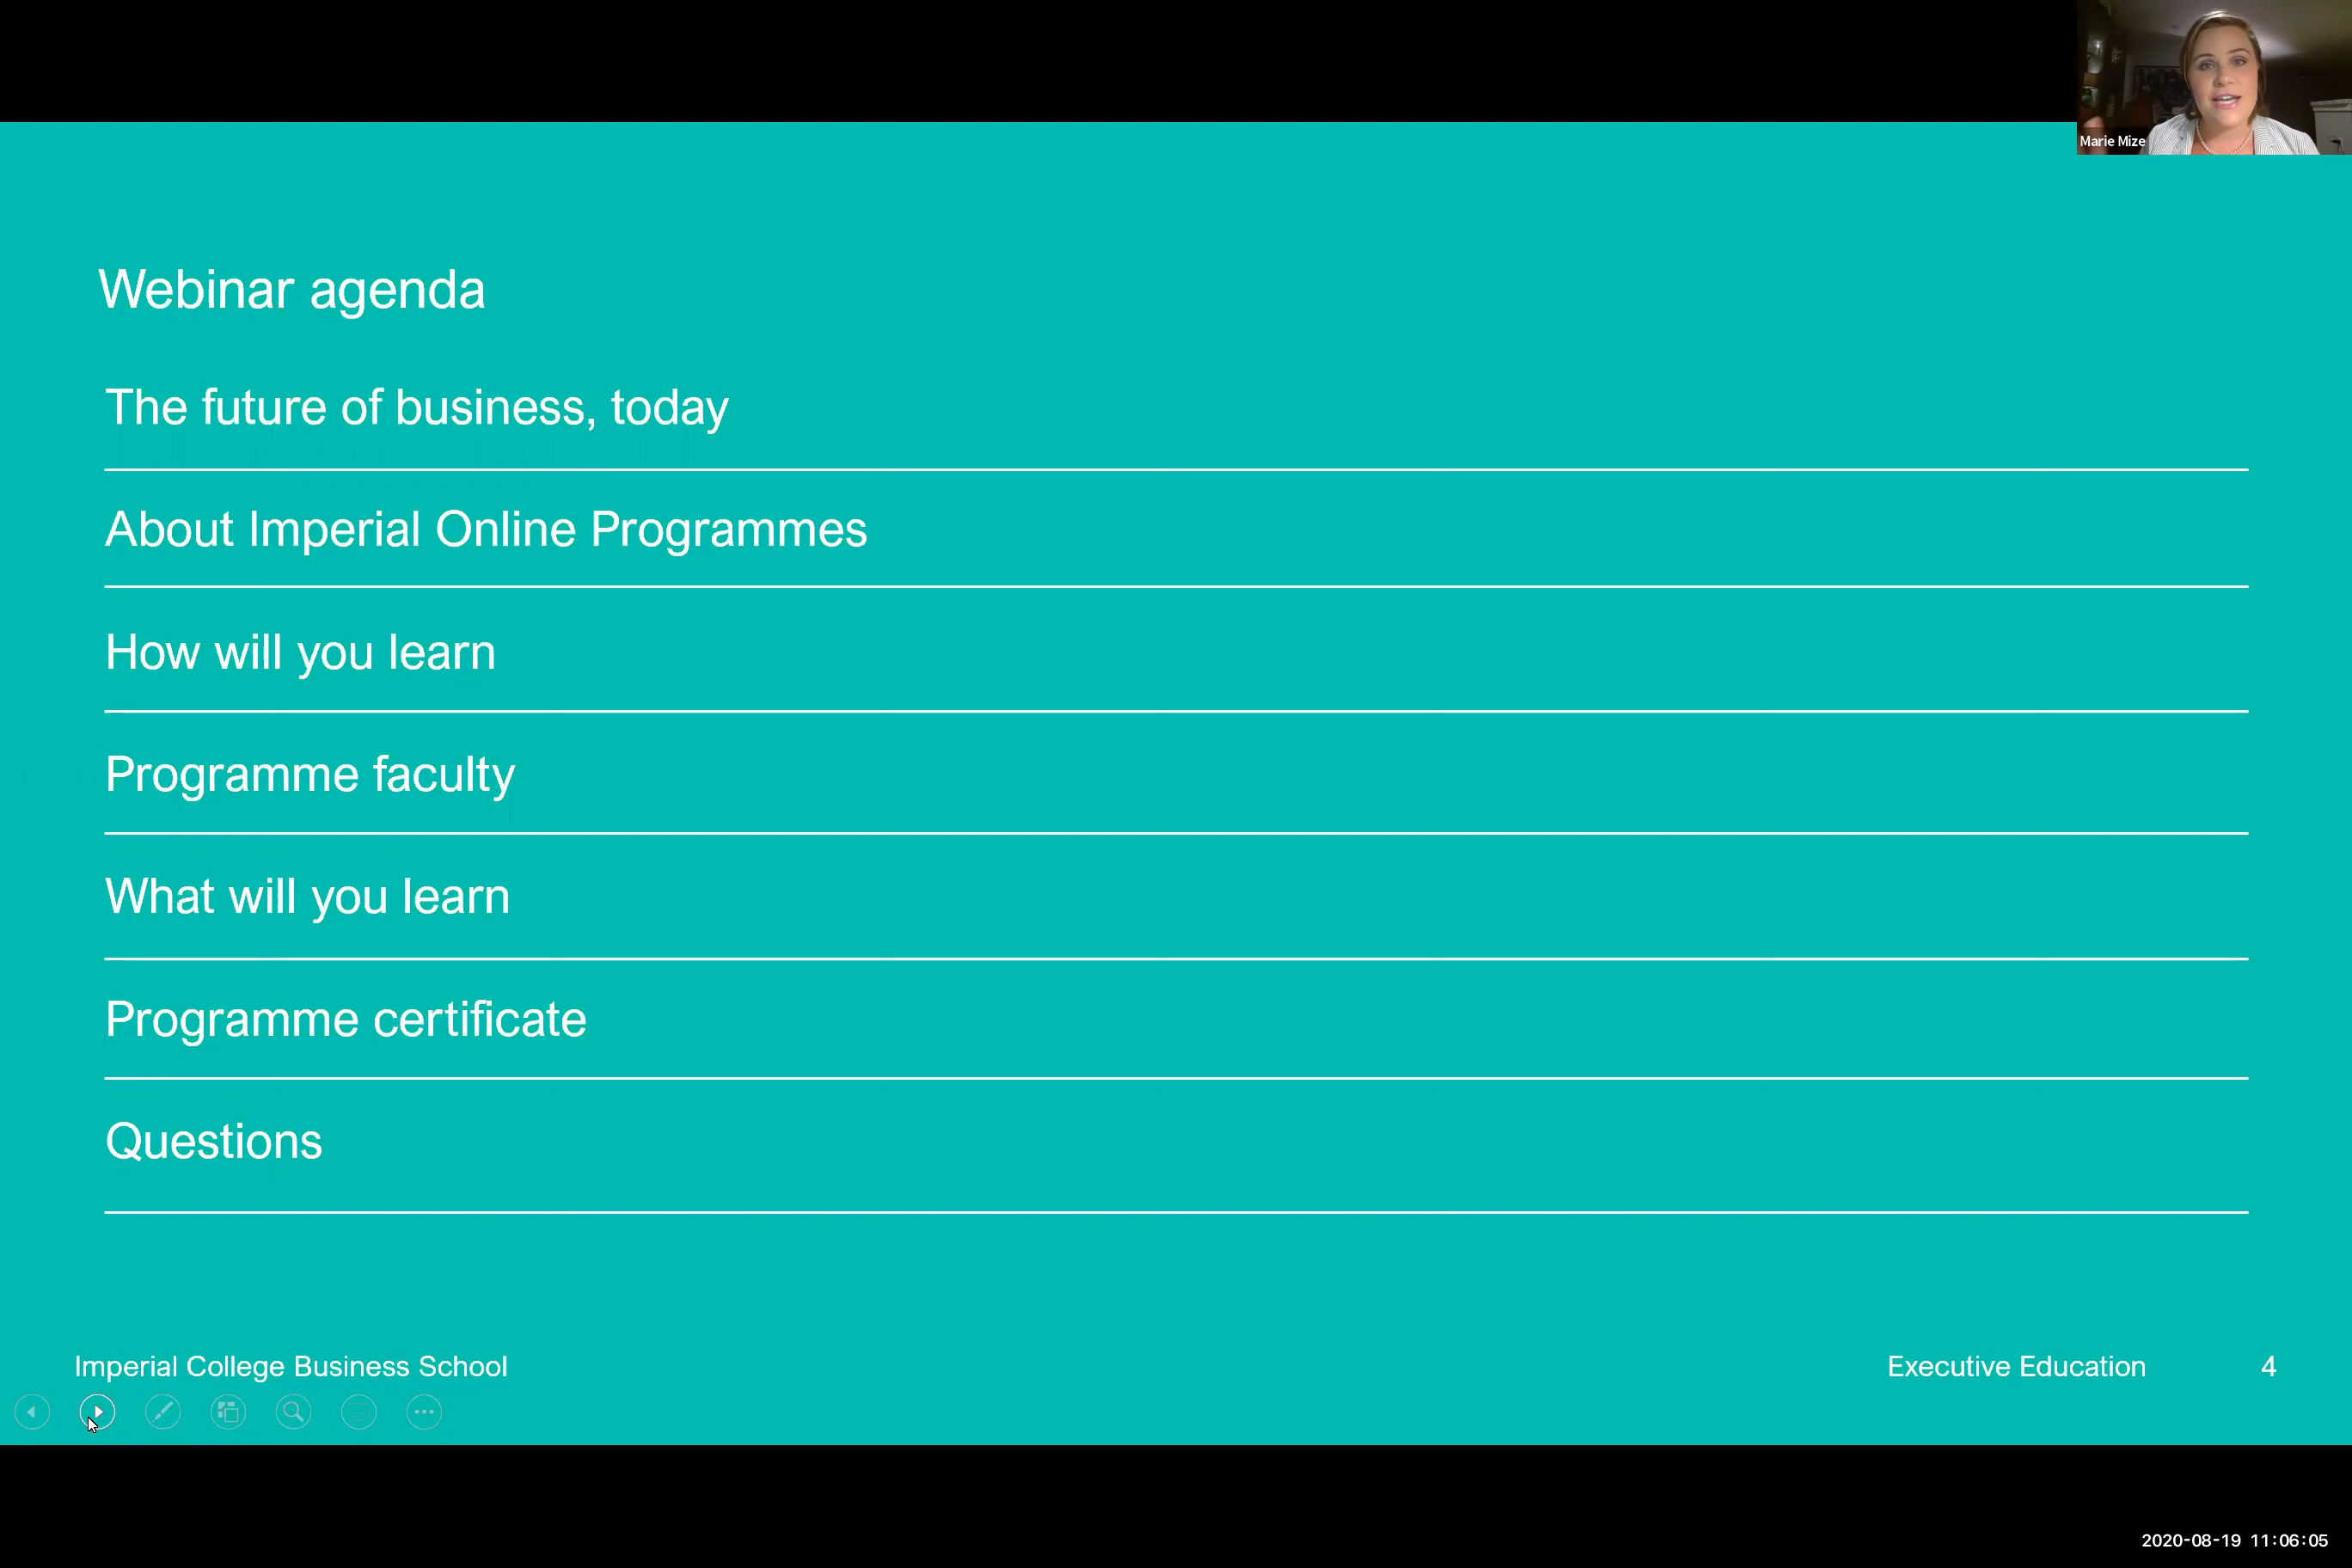 Marie Mize
Webinar agenda
The future of business, today
About Imperial Online Programmes
How will you learn
Programme faculty
What will you learn
Programme certificate
Questions
Imperial College Business School
Executive Education
4
2020-08-19 11:06:05